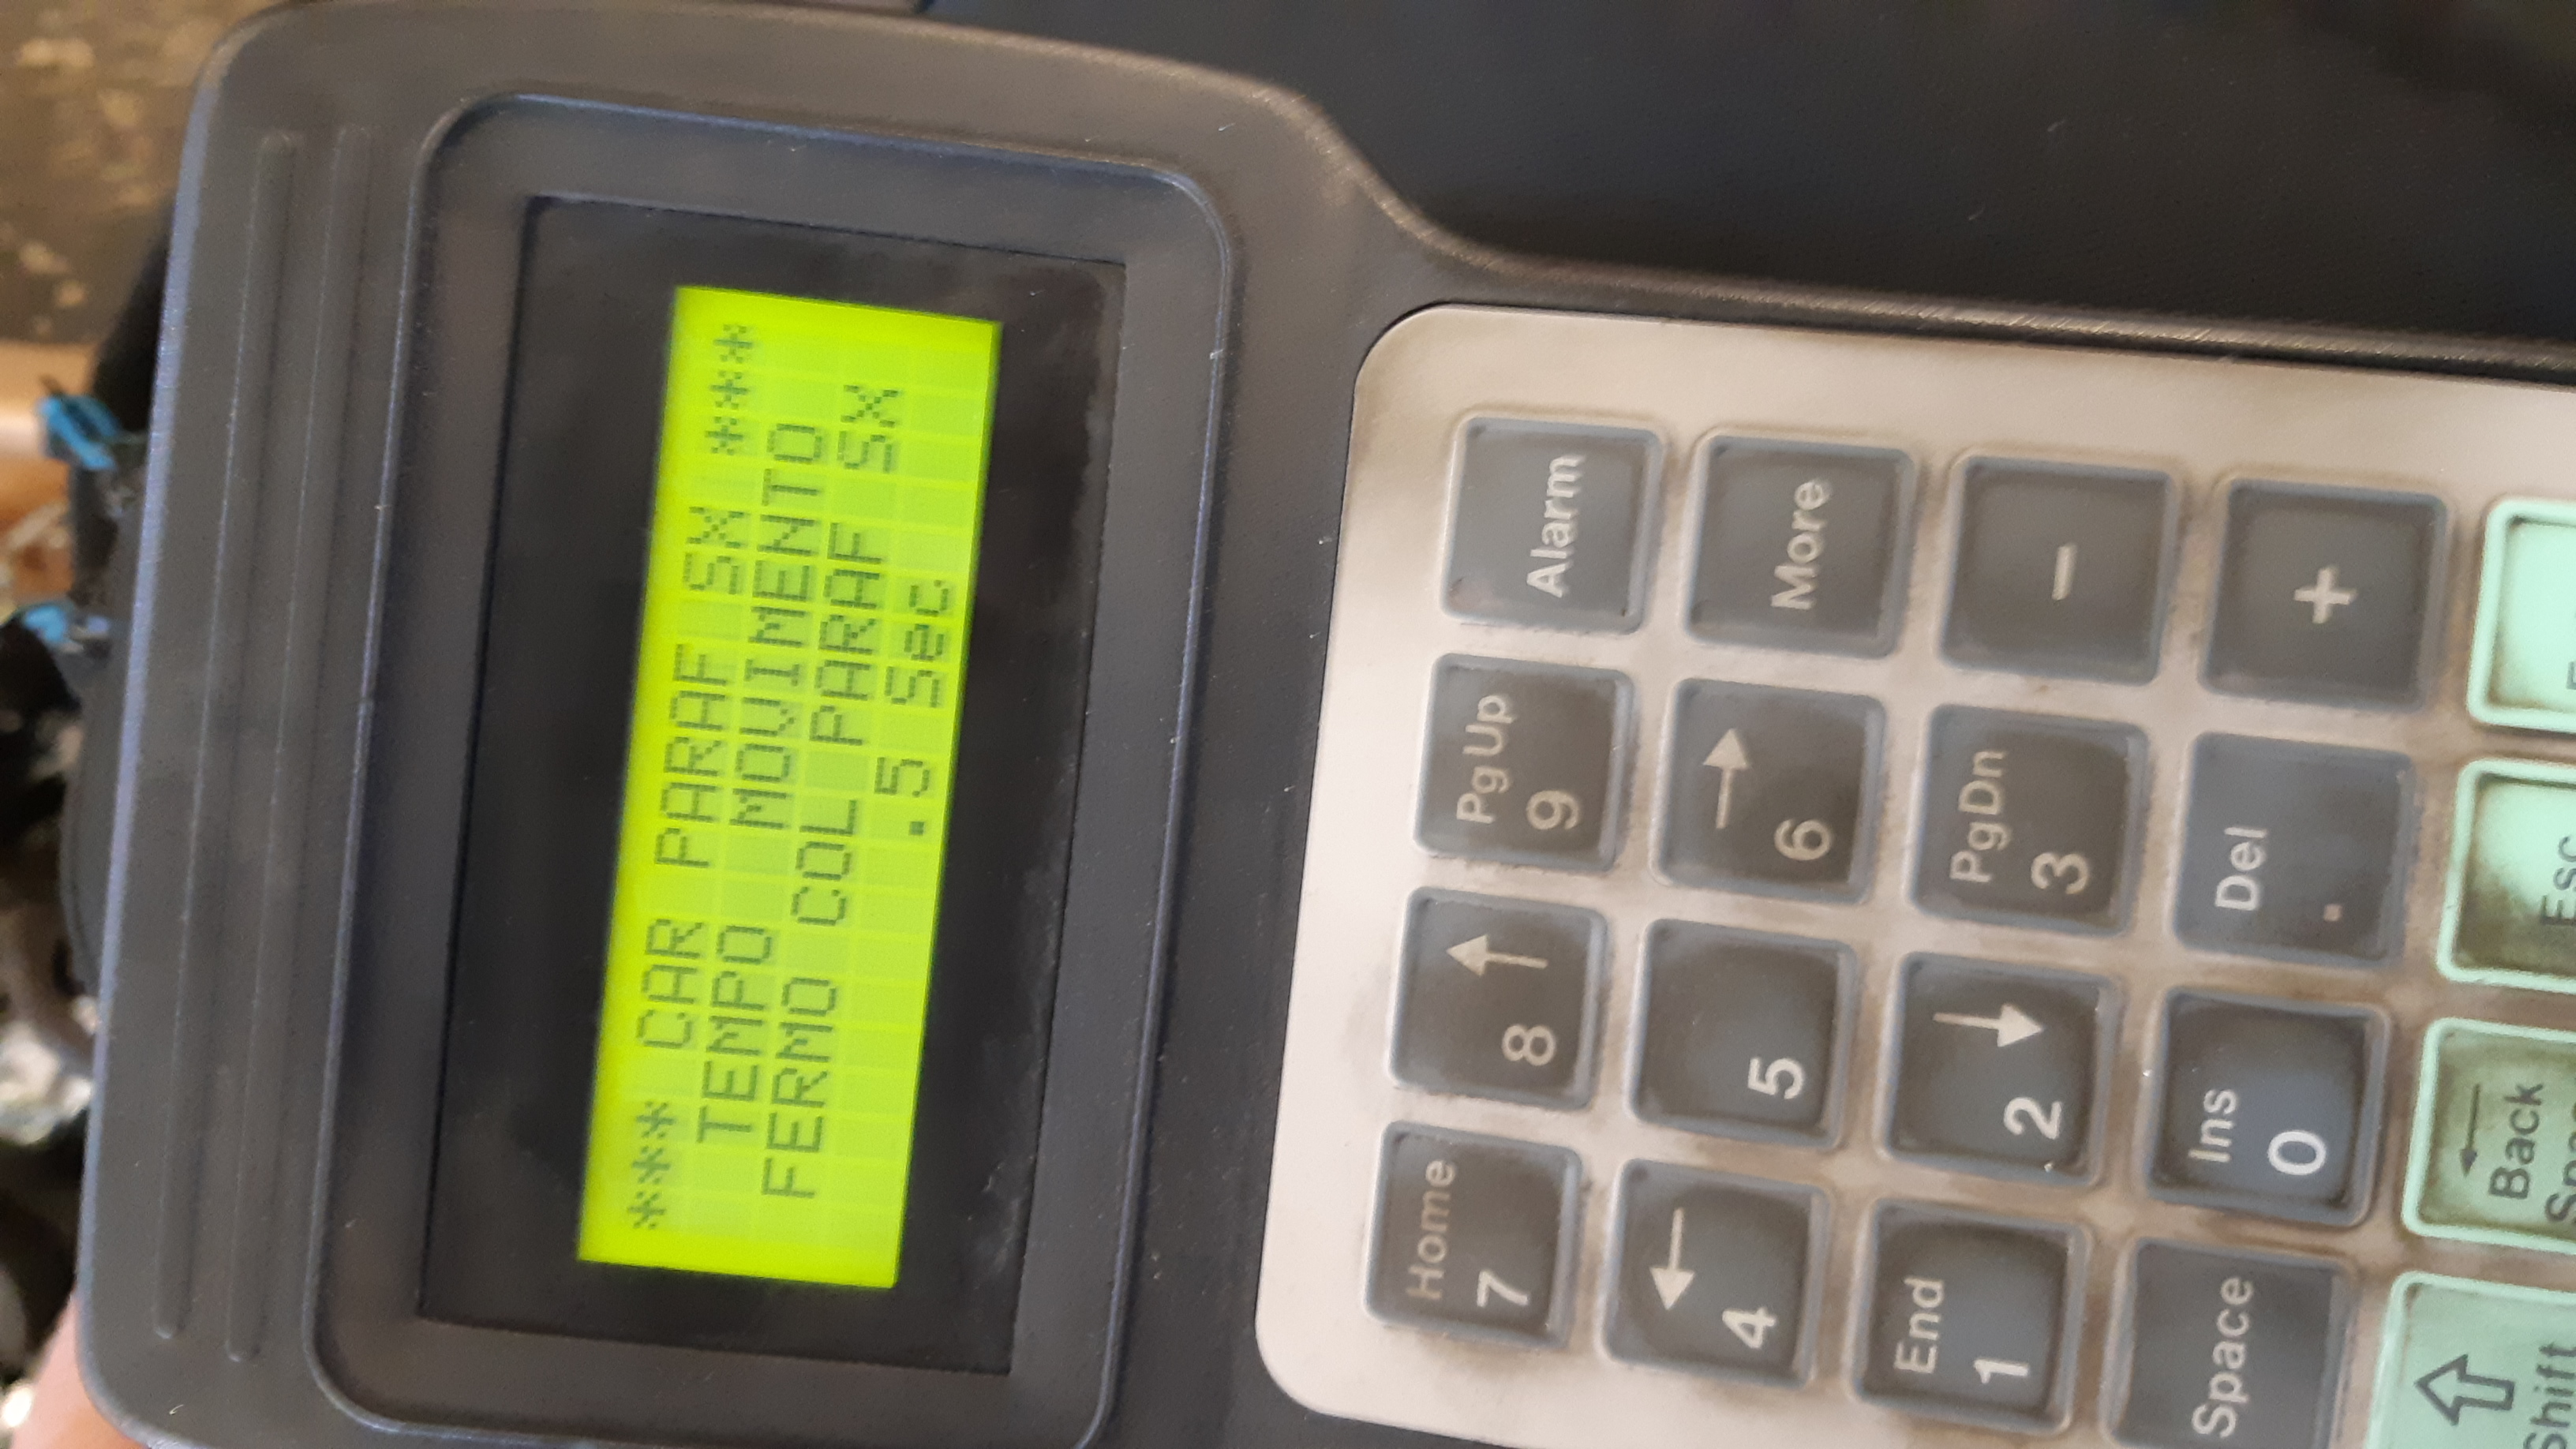 *** CAR PARAF SX ***
TEMPO MOVIMENTO
FERMO COL PARAF SX
.5 Sec
Home
7
8
PgUp
9
Alarm
4
5
6
More
End
1
2
PgDn
3
-
Space
Ins
0
Del
.
+
Shift
Back
Esc